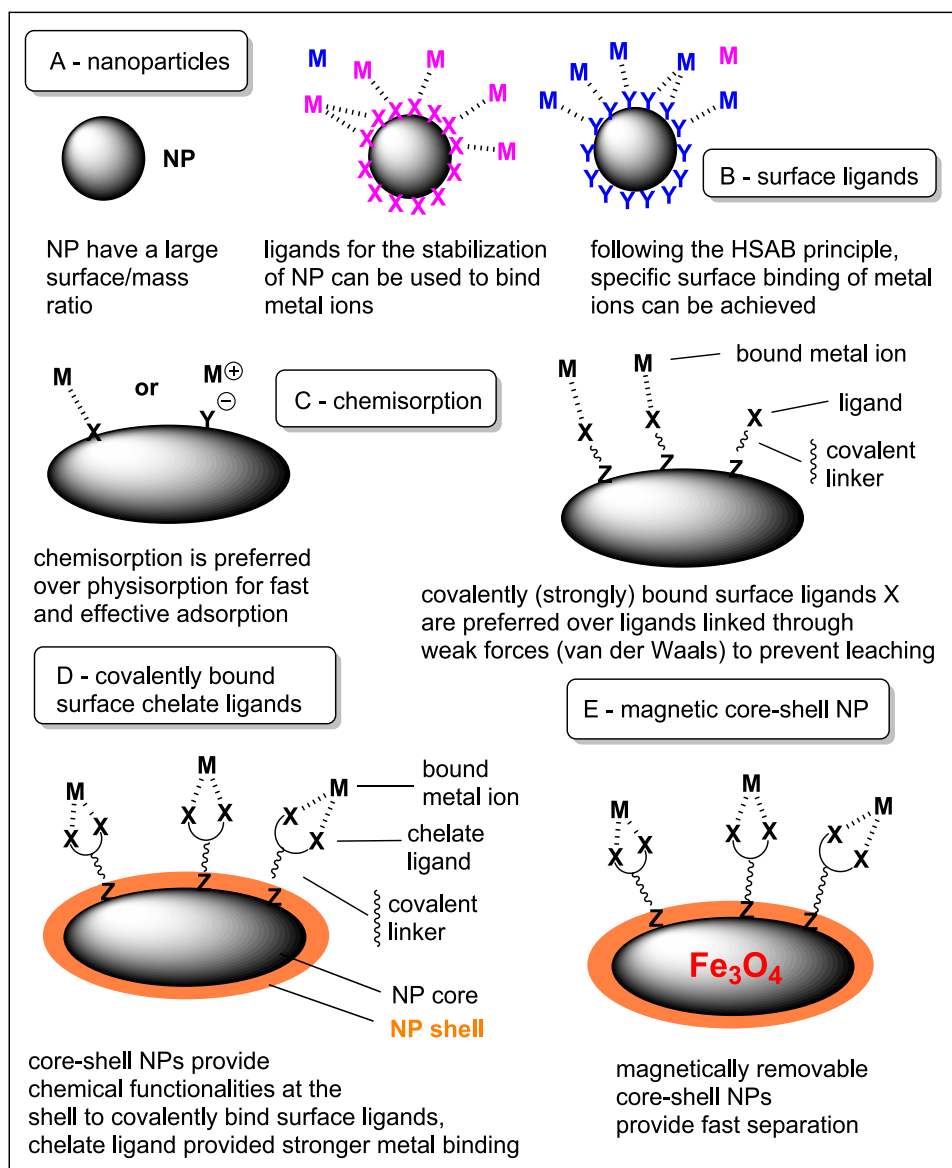 A - nanoparticles
NP
NP have a large
surface/mass
ratio
M
M
M
M
M
M
M
X
X
X
X
X
X
X
X
X
X
X
X
ligands for the stabilization
of NP can be used to bind
metal ions
M
M
M
M
M
M
Y
Y
Y
Y
Y
Y
Y
Y
Y
Y
Y
Y
Y
B - surface ligands
following the HSAB principle,
specific surface binding of metal
ions can be achieved
M
or
M⊕
⊖
X
Y
C - chemisorption
chemisorption is preferred
over physisorption for fast
and effective adsorption
M
M
bound metal ion
X
X
X
ligand
covalent
linker
Z
Z
Z
covalently (strongly) bound surface ligands X
are preferred over ligands linked through
weak forces (van der Waals) to prevent leaching
D - covalently bound
surface chelate ligands
M
M
M
bound
metal ion
X
X
X
X
X
X
chelate
ligand
Z
Z
Z
covalent
linker
NP core
NP shell
core-shell NPs provide
chemical functionalities at the
shell to covalently bind surface ligands,
chelate ligand provided stronger metal binding
E - magnetic core-shell NP
M
M
M
X
X
X
X
X
X
Z
Z
Z
Fe₃O₄
magnetically removable
core-shell NPs
provide fast separation